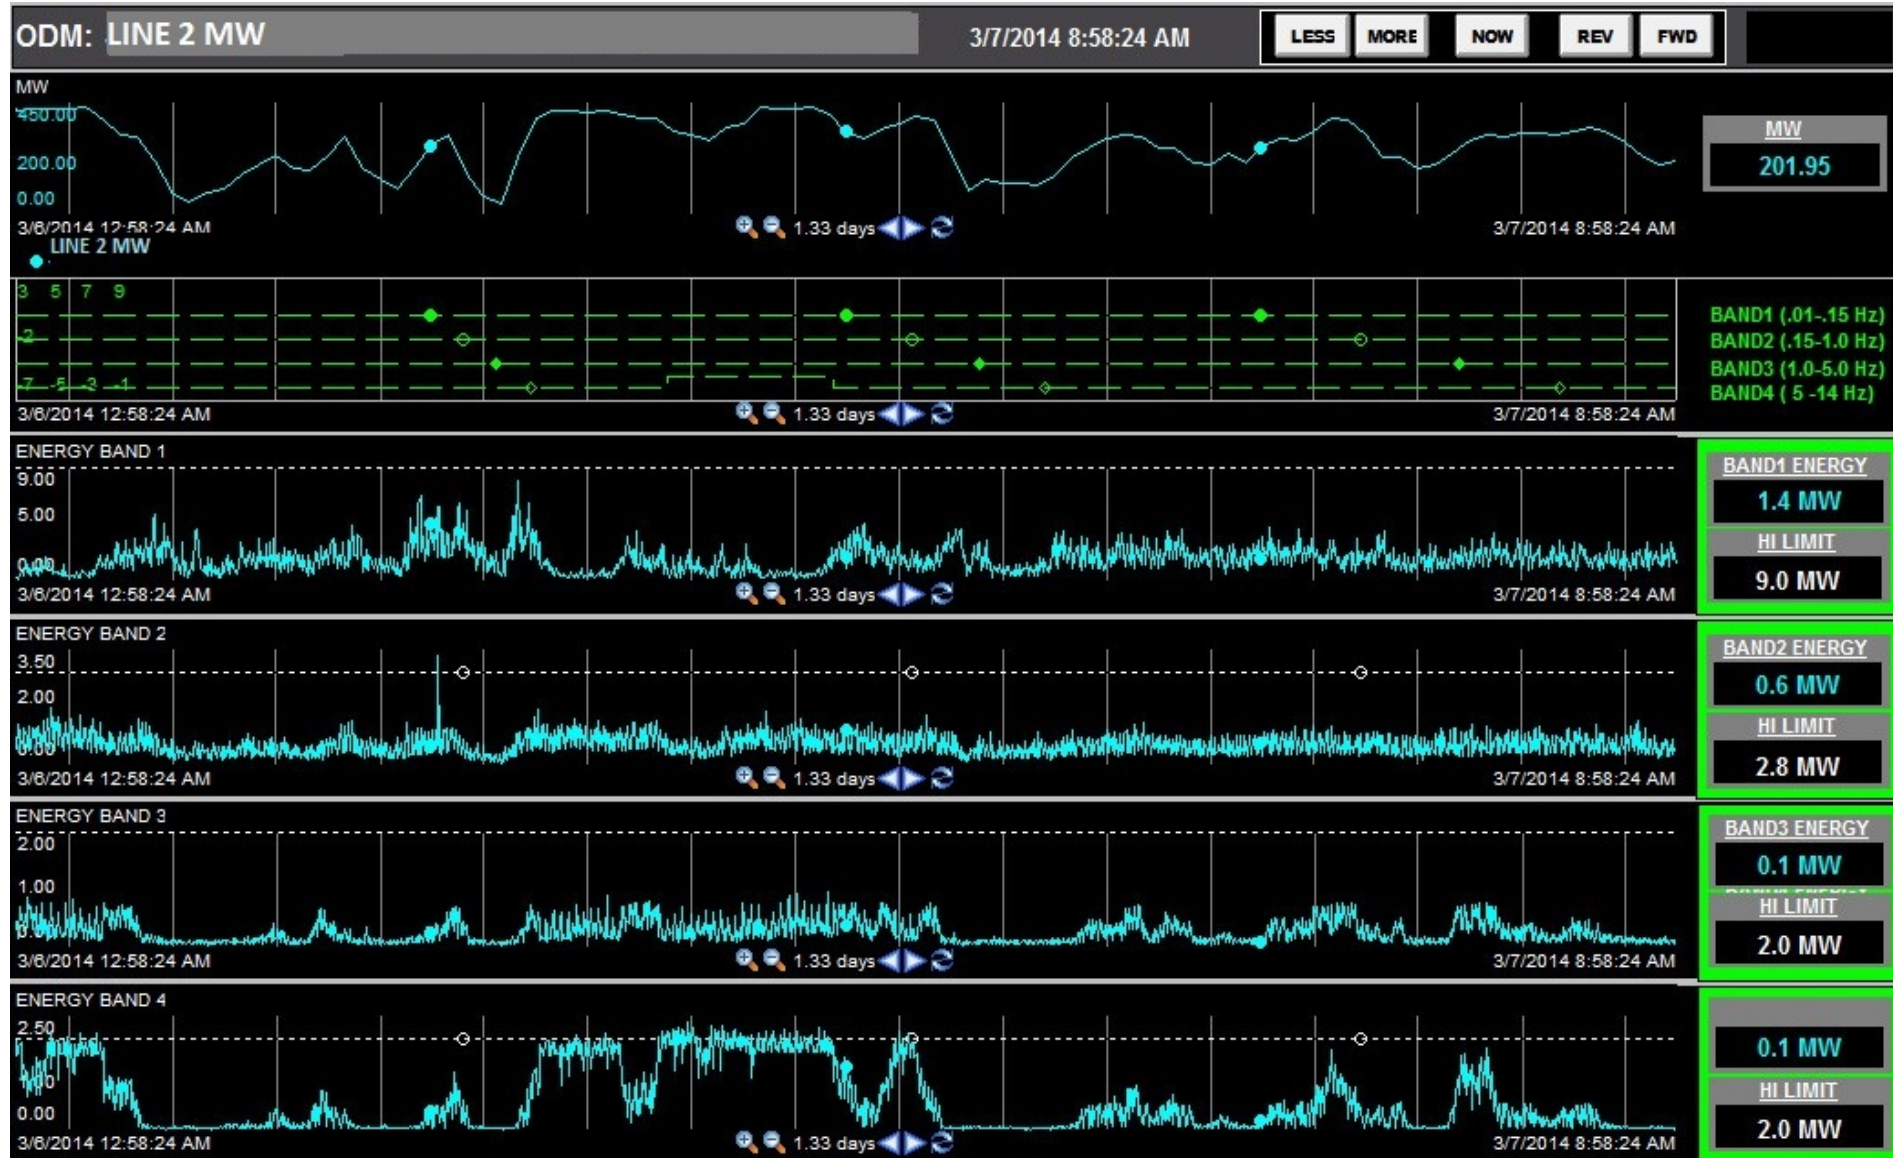 ODM: LINE 2 MW 3/7/2014 8:58:24 AM LESS MORE NOW REV FWD
MW
450.00
200.00
0.00
3/6/2014 12:58:24 AM 1.33 days 3/7/2014 8:58:24 AM
LINE 2 MW
MW
201.95
3 5 7 9
-2
-7 -5 -3 -1
3/6/2014 12:58:24 AM 1.33 days 3/7/2014 8:58:24 AM
BAND1 (.01-.15 Hz)
BAND2 (.15-1.0 Hz)
BAND3 (1.0-5.0 Hz)
BAND4 ( 5 -14 Hz)
ENERGY BAND 1
9.00
5.00
0.00
3/6/2014 12:58:24 AM 1.33 days 3/7/2014 8:58:24 AM
BAND1 ENERGY
1.4 MW
HI LIMIT
9.0 MW
ENERGY BAND 2
3.50
2.00
0.00
3/6/2014 12:58:24 AM 1.33 days 3/7/2014 8:58:24 AM
BAND2 ENERGY
0.6 MW
HI LIMIT
2.8 MW
ENERGY BAND 3
2.00
1.00
0.00
3/6/2014 12:58:24 AM 1.33 days 3/7/2014 8:58:24 AM
BAND3 ENERGY
0.1 MW
HI LIMIT
2.0 MW
ENERGY BAND 4
2.50
0.00
3/6/2014 12:58:24 AM 1.33 days 3/7/2014 8:58:24 AM
0.1 MW
HI LIMIT
2.0 MW